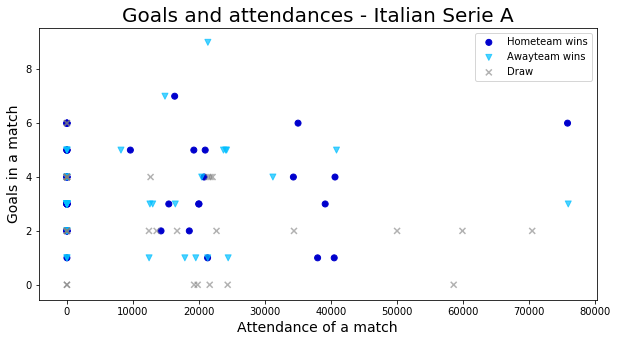 Goals and attendances - Italian Serie A
Hometeam wins
Awayteam wins
Draw
Goals in a match
8
6
4
2
0
0 10000 20000 30000 40000 50000 60000 70000 80000
Attendance of a match